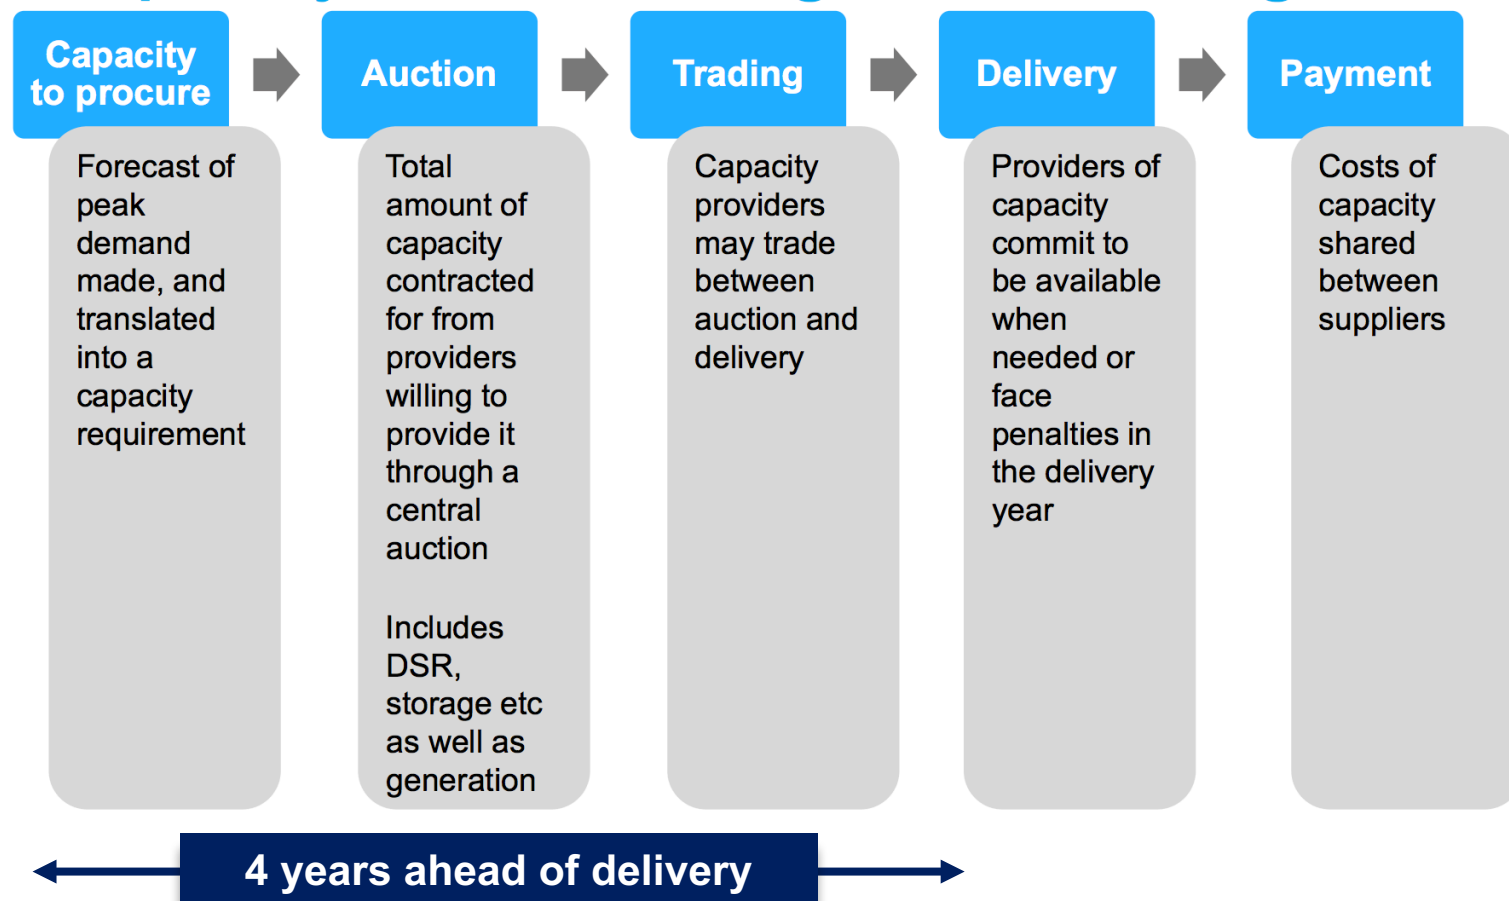 Capacity
to procure
Forecast of
peak
demand
made, and
translated
into a
capacity
requirement
Auction
Total
amount of
capacity
contracted
for from
providers
willing to
provide it
through a
central
auction
Includes
DSR,
storage etc
as well as
generation
Trading
Capacity
providers
may trade
between
auction and
delivery
Delivery
Providers of
capacity
commit to
be available
when
needed or
face
penalties in
the delivery
year
Payment
Costs of
capacity
shared
between
suppliers
4 years ahead of delivery